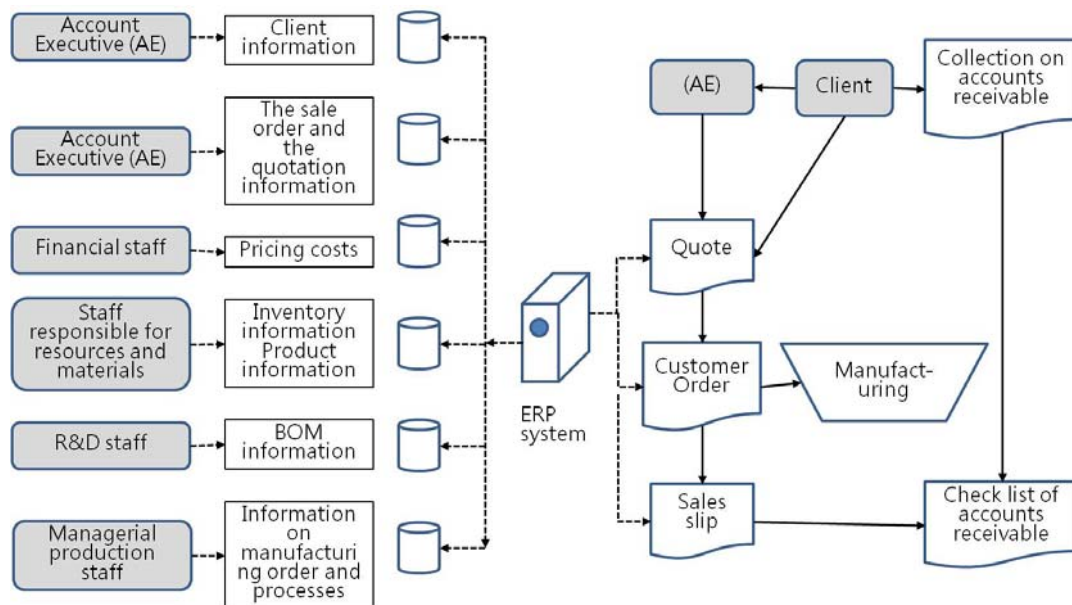 Account
Executive (AE)
Client
information
Account
Executive (AE)
The sale
order and
the
quotation
information
Financial staff
Pricing costs
Staff
responsible for
resources and
materials
Inventory
information
Product
information
R&D staff
BOM
information
Managerial
production
staff
Information
on
manufacturi
ng order and
processes
ERP
system
(AE)
Client
Collection on
accounts
receivable
Quote
Customer
Order
Manufact-
uring
Sales
slip
Check list of
accounts
receivable